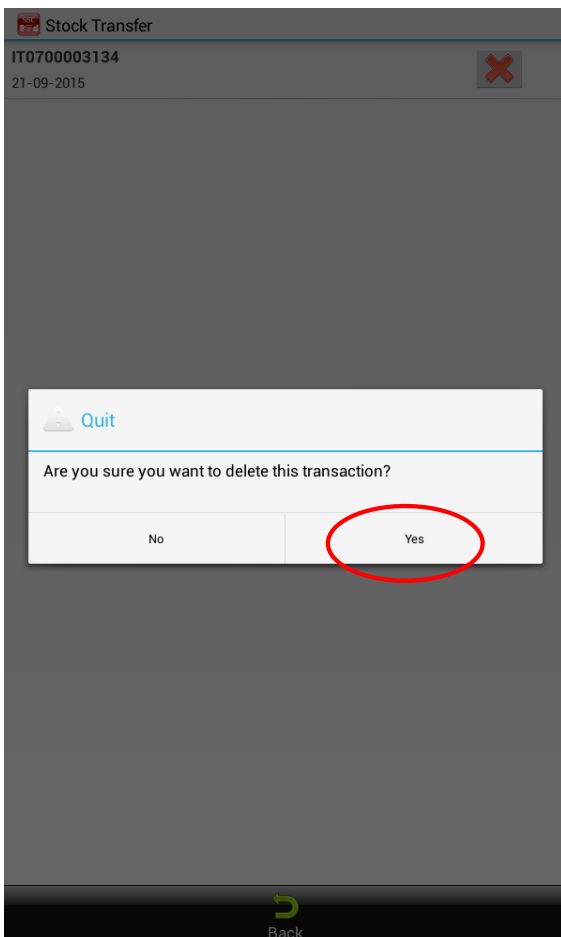 Stock Transfer
IT0700003134
21-09-2015
Quit
Are you sure you want to delete this transaction?
No
Yes
Back